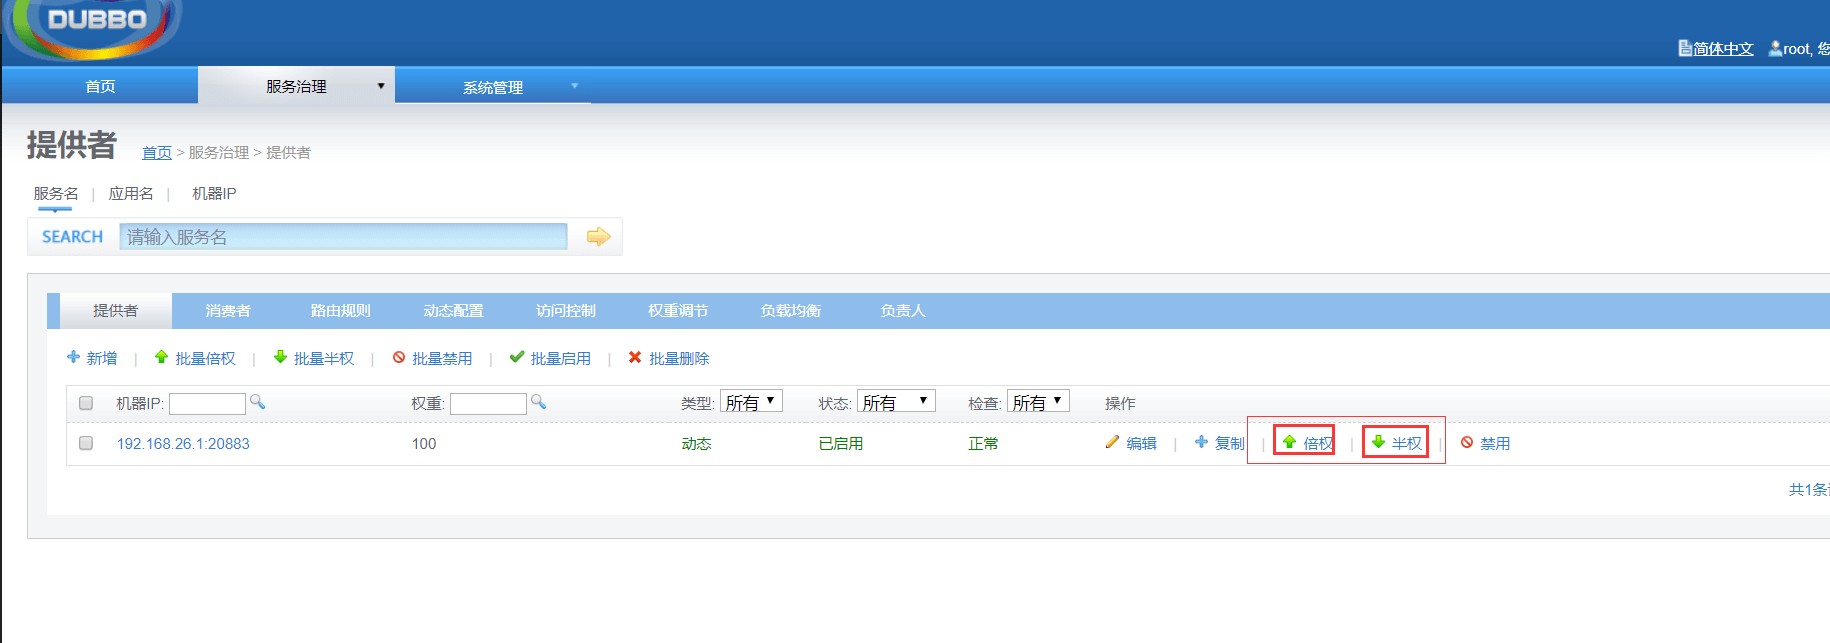 DUBBO
简体中文 root, 您
首页 服务治理 系统管理
提供者 首页 > 服务治理 > 提供者
服务名 | 应用名 | 机器IP
SEARCH 请输入服务名
提供者 消费者 路由规则 动态配置 访问控制 权重调节 负载均衡 负责人
新增 | 批量倍权 | 批量半权 | 批量禁用 | 批量启用 | 批量删除
机器IP: 权重: 类型: 所有 状态: 所有 检查: 所有 操作
192.168.26.1:20883 100 动态 已启用 正常 编辑 | 复制 | 倍权 | 半权 | 禁用
共1条